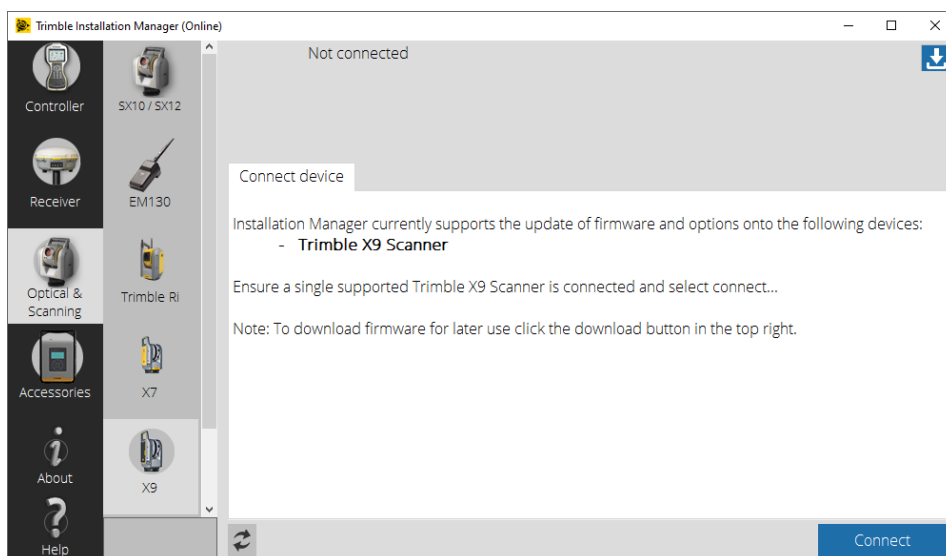 Trimble Installation Manager (Online)
Controller
Receiver
Optical &
Scanning
Accessories
About
Help
SX10 / SX12
EM130
Trimble Ri
X7
X9
Not connected
Connect device
Installation Manager currently supports the update of firmware and options onto the following devices:
- Trimble X9 Scanner
Ensure a single supported Trimble X9 Scanner is connected and select connect...
Note: To download firmware for later use click the download button in the top right.
Connect